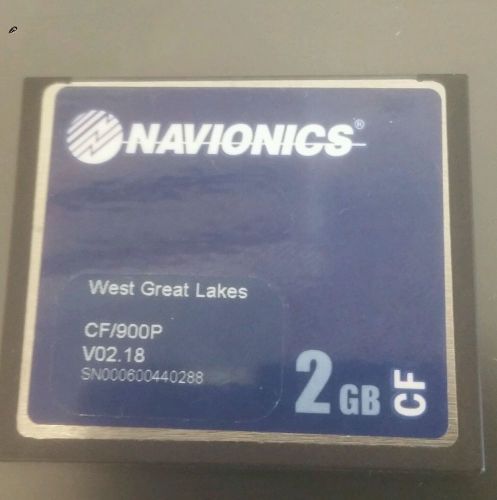 NAVIONICS®
West Great Lakes
CF/900P
V02.18
SN000600440288
2 GB CF